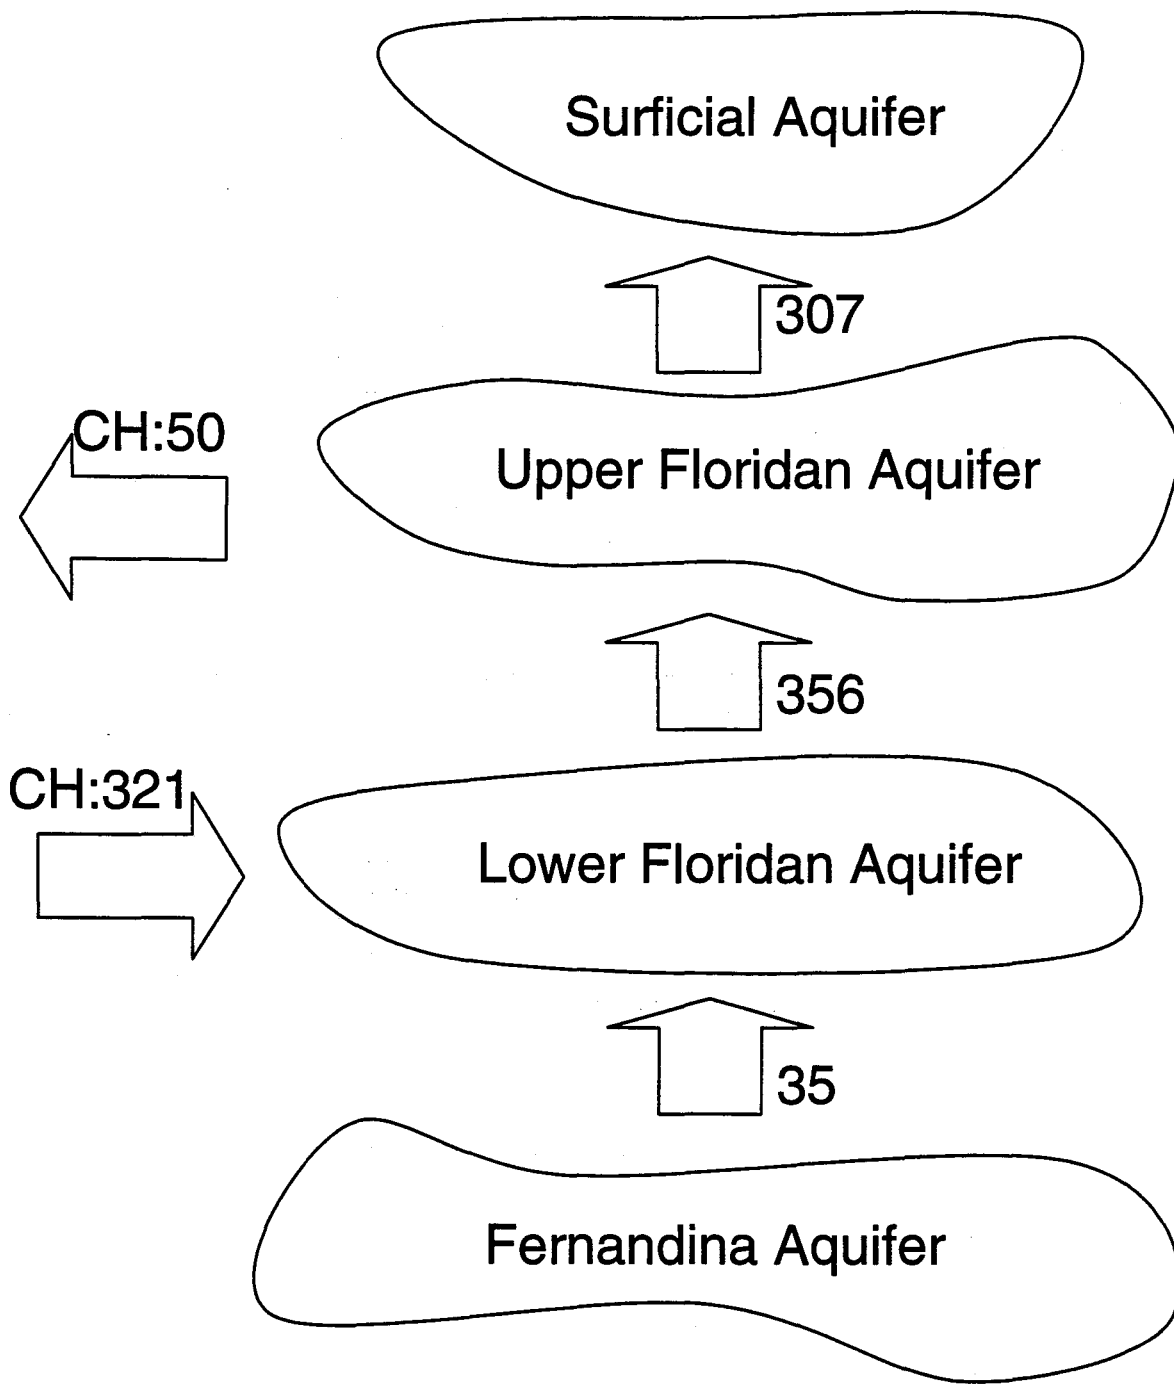 Surficial Aquifer
307
CH:50
Upper Floridan Aquifer
356
CH:321
Lower Floridan Aquifer
35
Fernandina Aquifer